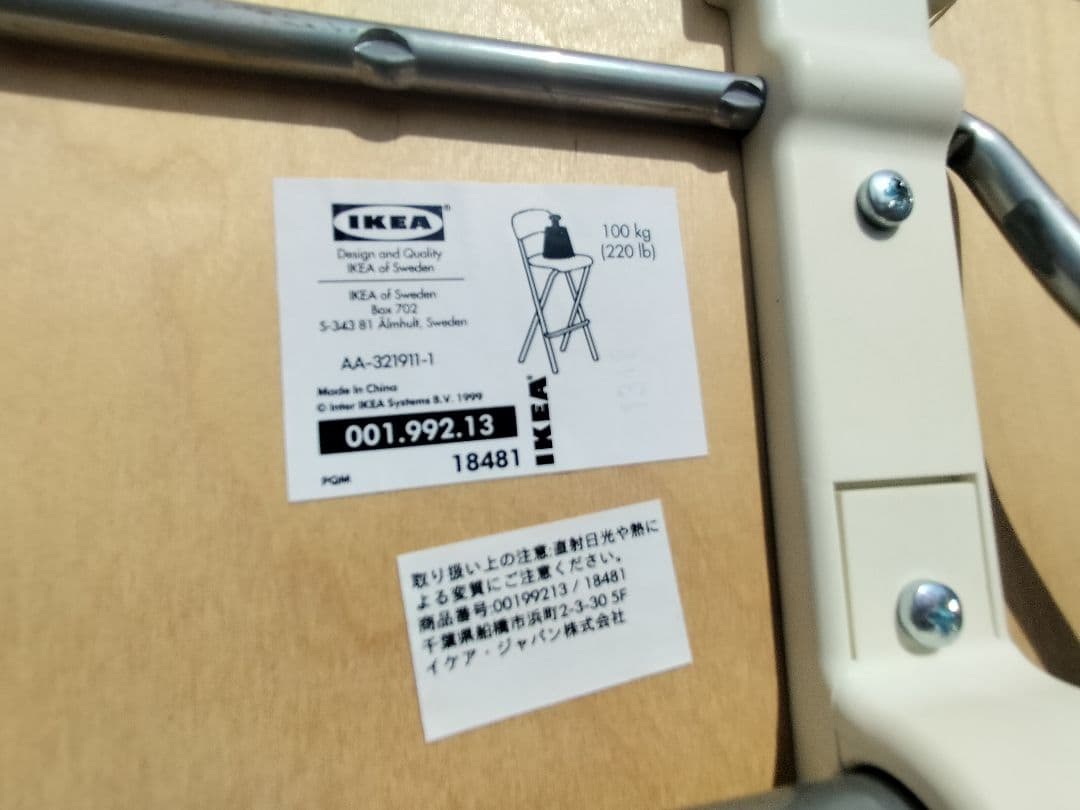 IKEA®
Design and Quality
IKEA of Sweden
IKEA of Sweden
Box 702
S-343 81 Älmhult, Sweden
AA-321911-1
Made in China
© Inter IKEA Systems B.V. 1999
001.992.13
18481
PQM
100 kg
(220 lb)
IKEA®
取り扱い上の注意:直射日光や熱に
よる変質にご注意ください。
商品番号:00199213 / 18481
千葉県船橋市浜町2-3-30 5F
イケア・ジャパン株式会社